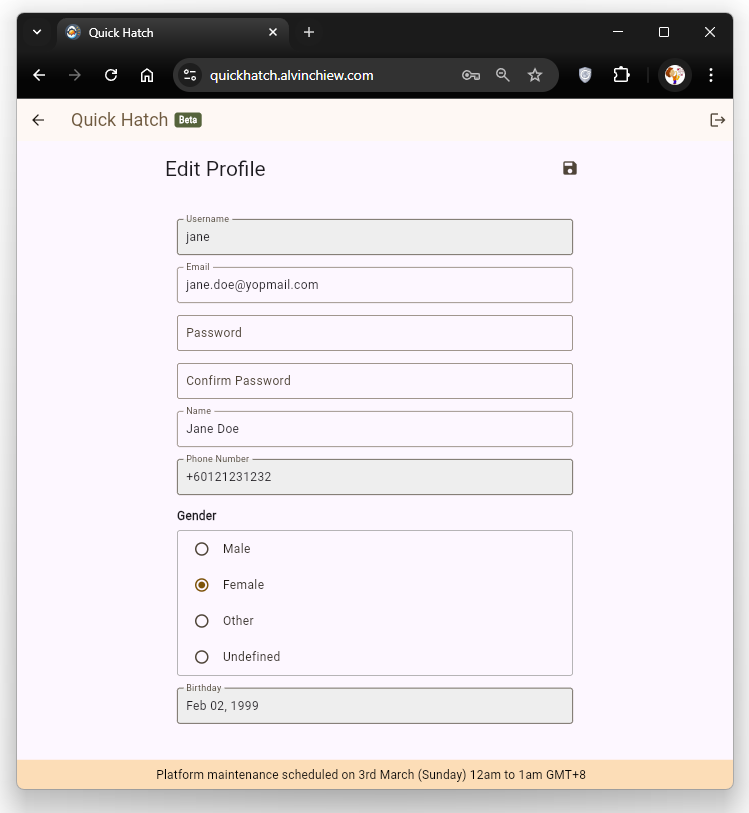 Quick Hatch
quickhatch.alvinchiew.com
Quick Hatch Beta
Edit Profile
Username
jane
Email
jane.doe@yopmail.com
Password
Confirm Password
Name
Jane Doe
Phone Number
+60121231232
Gender
Male
Female
Other
Undefined
Birthday
Feb 02, 1999
Platform maintenance scheduled on 3rd March (Sunday) 12am to 1am GMT+8